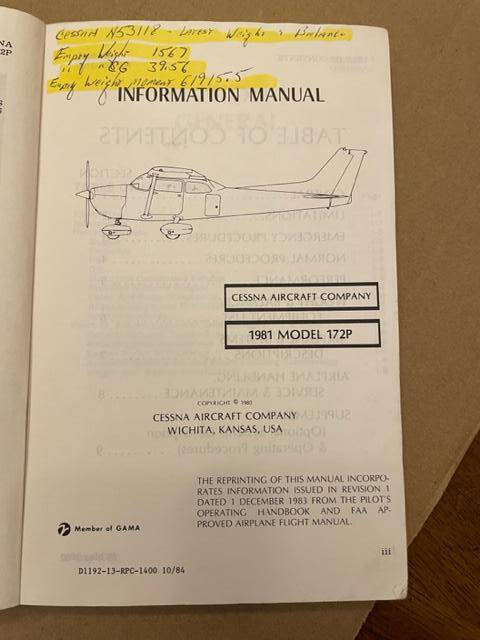 Cessna N53118 - Latest Weight & Balance
Empty Weight 1567
" " CG 39.56
Empty Weight Moment 61915.5
INFORMATION MANUAL
CESSNA AIRCRAFT COMPANY
1981 MODEL 172P
COPYRIGHT © 1980
CESSNA AIRCRAFT COMPANY
WICHITA, KANSAS, USA
THE REPRINTING OF THIS MANUAL INCORPO-
RATES INFORMATION ISSUED IN REVISION 1
DATED 1 DECEMBER 1983 FROM THE PILOT'S
OPERATING HANDBOOK AND FAA AP-
PROVED AIRPLANE FLIGHT MANUAL.
Member of GAMA
D1192-13-RPC-1400 10/84
iii